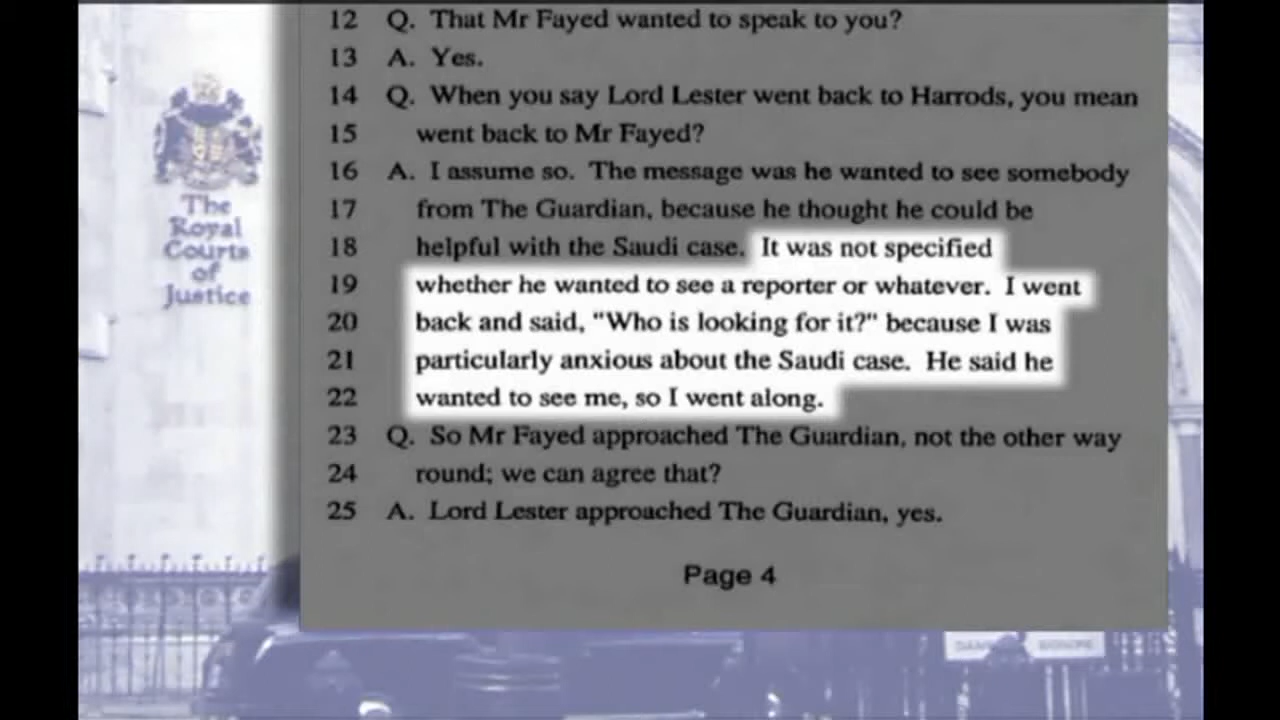 The
Royal
Courts
of
Justice
12 Q. That Mr Fayed wanted to speak to you?
13 A. Yes.
14 Q. When you say Lord Lester went back to Harrods, you mean
15 went back to Mr Fayed?
16 A. I assume so. The message was he wanted to see somebody
17 from The Guardian, because he thought he could be
18 helpful with the Saudi case. It was not specified
19 whether he wanted to see a reporter or whatever. I went
20 back and said, "Who is looking for it?" because I was
21 particularly anxious about the Saudi case. He said he
22 wanted to see me, so I went along.
23 Q. So Mr Fayed approached The Guardian, not the other way
24 round; we can agree that?
25 A. Lord Lester approached The Guardian, yes.
Page 4